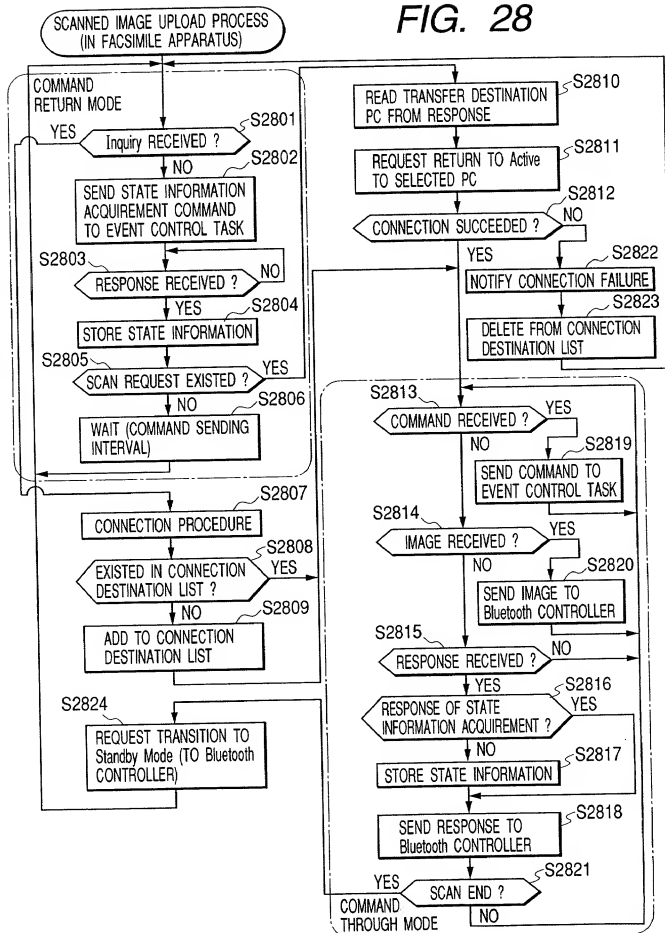 FIG. 28
SCANNED IMAGE UPLOAD PROCESS
(IN FACSIMILE APPARATUS)
COMMAND
RETURN MODE
S2801
YES
Inquiry RECEIVED ?
NO
S2802
SEND STATE INFORMATION
ACQUIREMENT COMMAND
TO EVENT CONTROL TASK
S2803
RESPONSE RECEIVED ?
NO
YES
S2804
STORE STATE INFORMATION
S2805
YES
SCAN REQUEST EXISTED ?
NO
S2806
WAIT (COMMAND SENDING
INTERVAL)
S2807
CONNECTION PROCEDURE
S2808
EXISTED IN CONNECTION
DESTINATION LIST ?
YES
NO
S2809
ADD TO CONNECTION
DESTINATION LIST
S2824
REQUEST TRANSITION TO
Standby Mode (TO Bluetooth
CONTROLLER)
S2810
READ TRANSFER DESTINATION
PC FROM RESPONSE
S2811
REQUEST RETURN TO Active
TO SELECTED PC
S2812
CONNECTION SUCCEEDED ?
NO
YES
S2822
NOTIFY CONNECTION FAILURE
S2823
DELETE FROM CONNECTION
DESTINATION LIST
S2813
COMMAND RECEIVED ?
YES
NO
S2819
SEND COMMAND TO
EVENT CONTROL TASK
S2814
IMAGE RECEIVED ?
YES
NO
S2820
SEND IMAGE TO
Bluetooth CONTROLLER
S2815
RESPONSE RECEIVED ?
NO
YES
S2816
RESPONSE OF STATE
INFORMATION ACQUIREMENT ?
YES
NO
S2817
STORE STATE INFORMATION
S2818
SEND RESPONSE TO
Bluetooth CONTROLLER
S2821
YES
SCAN END ?
NO
COMMAND
THROUGH MODE